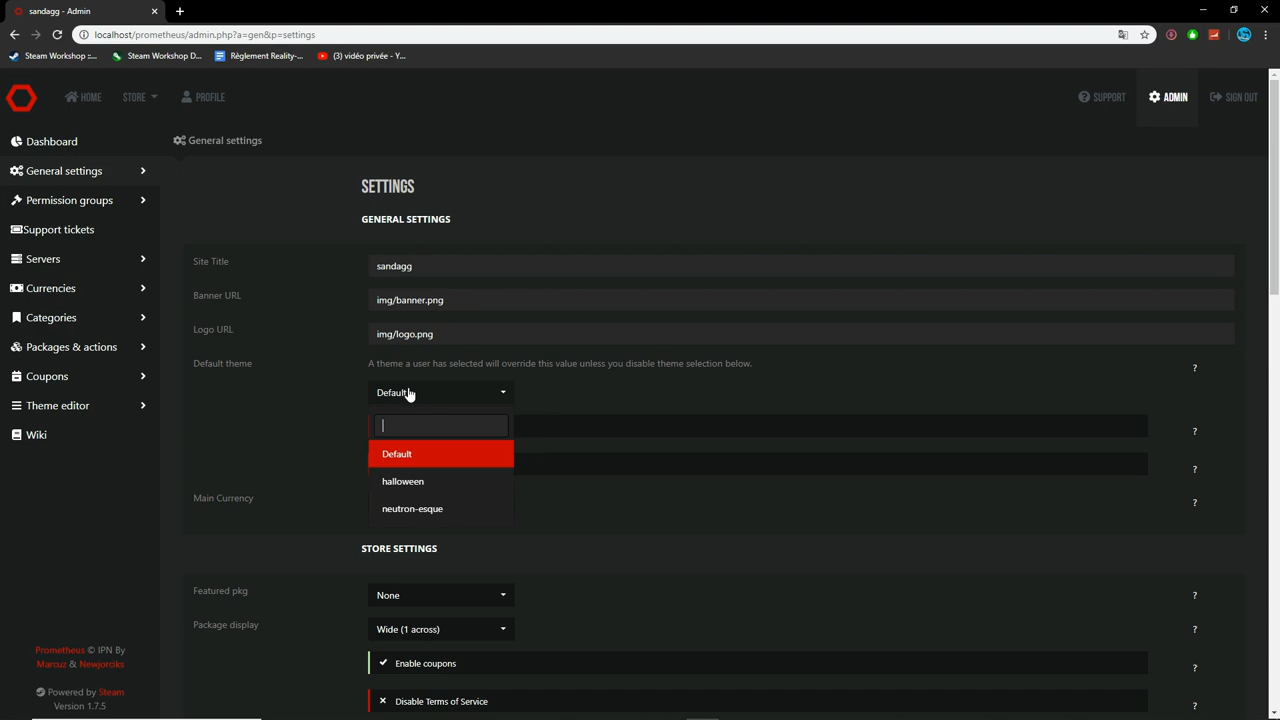 sandagg - Admin
localhost/prometheus/admin.php?a=gen&p=settings
Steam Workshop ::...
Steam Workshop D...
Règlement Reality-...
(3) vidéo privée - Y...
HOME
STORE
PROFILE
SUPPORT
ADMIN
SIGN OUT
Dashboard
General settings
Permission groups
Support tickets
Servers
Currencies
Categories
Packages & actions
Coupons
Theme editor
Wiki
Prometheus © IPN By
Marcuz & Newjorciks
Powered by Steam
Version 1.7.5
General settings
SETTINGS
GENERAL SETTINGS
Site Title
sandagg
Banner URL
img/banner.png
Logo URL
img/logo.png
Default theme
A theme a user has selected will override this value unless you disable theme selection below.
?
Default
?
Default
?
halloween
Main Currency
?
neutron-esque
STORE SETTINGS
Featured pkg
None
?
Package display
Wide (1 across)
?
Enable coupons
?
Disable Terms of Service
?